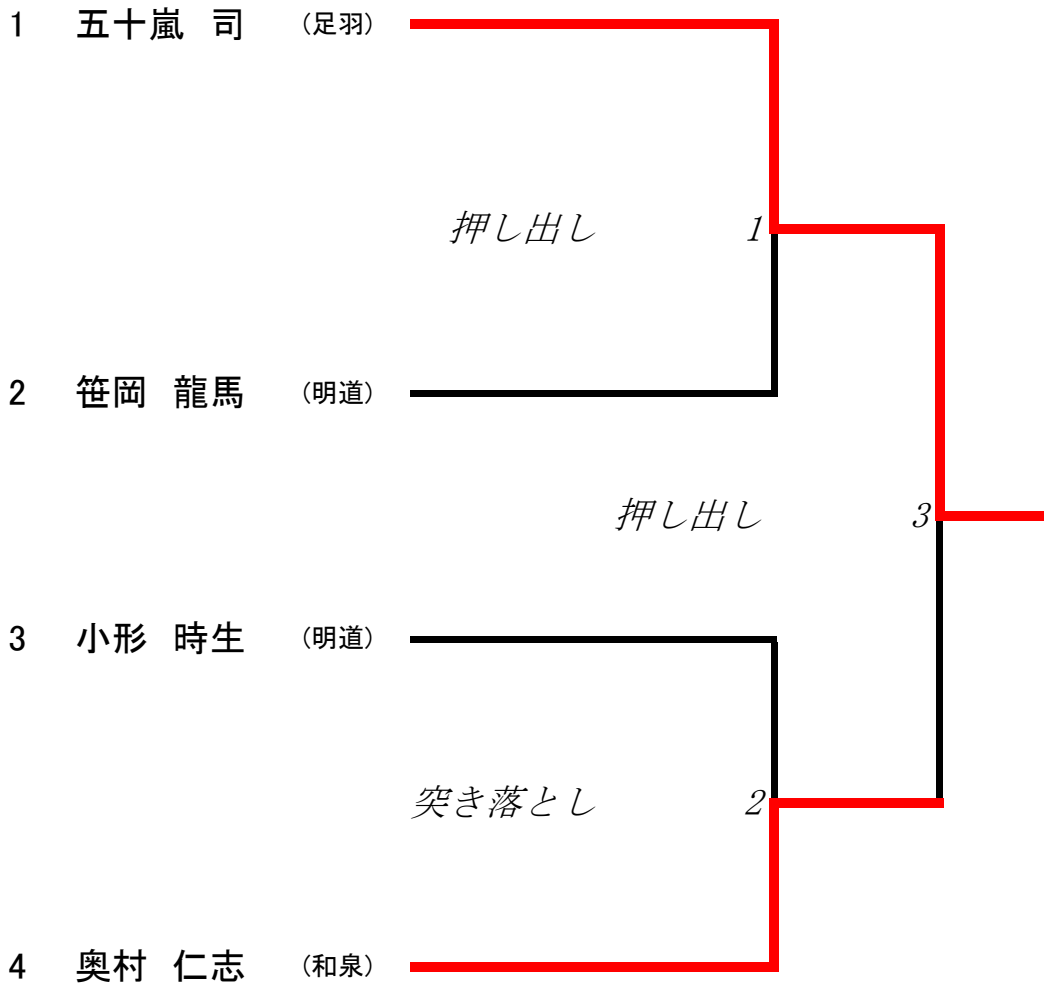 1 五十嵐 司 (足羽)
押し出し 1
2 笹岡 龍馬 (明道)
押し出し 3
3 小形 時生 (明道)
突き落とし 2
4 奥村 仁志 (和泉)